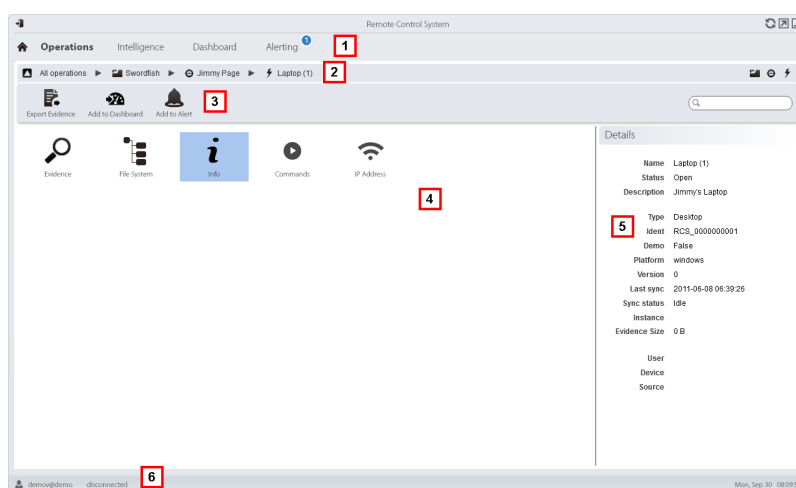 Remote Control System
Operations Intelligence Dashboard Alerting 1 1
All operations Swordfish Jimmy Page Laptop (1) 2
Export Evidence Add to Dashboard Add to Alert 3
Evidence File System Info Commands IP Address
4
Details
Name Laptop (1)
Status Open
Description Jimmy's Laptop
Type Desktop
5
Ident RCS_0000000001
Demo False
Platform windows
Version 0
Last sync 2011-06-08 06:39:26
Sync status Idle
Instance
Evidence Size 0 B
User
Device
Source
demov@demo disconnected 6
Mon, Sep 30